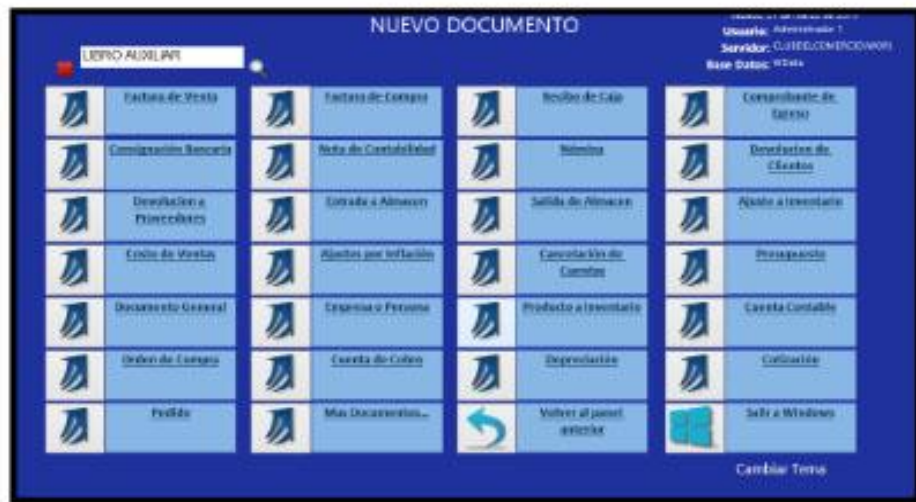 NUEVO DOCUMENTO
Usuario: Administrador 1
Servidor:
Base Datos: WData
LIBRO AUXILIAR
Factura de Venta
Factura de Compra
Recibo de Caja
Comprobante de
Egreso
Consignación Bancaria
Nota de Contabilidad
Nómina
Devolucion de
Clientes
Devolucion a
Proveedores
Entrada a Almacen
Salida de Almacen
Ajuste a Inventario
Costo de Ventas
Ajustes por Inflación
Cancelación de
Cuentas
Presupuesto
Documento General
Empresa o Persona
Producto a Inventario
Cuenta Contable
Orden de Compra
Cuenta de Cobro
Depreciación
Cotización
Pedido
Mas Documentos...
Volver al panel
anterior
Salir a Windows
Cambiar Tema